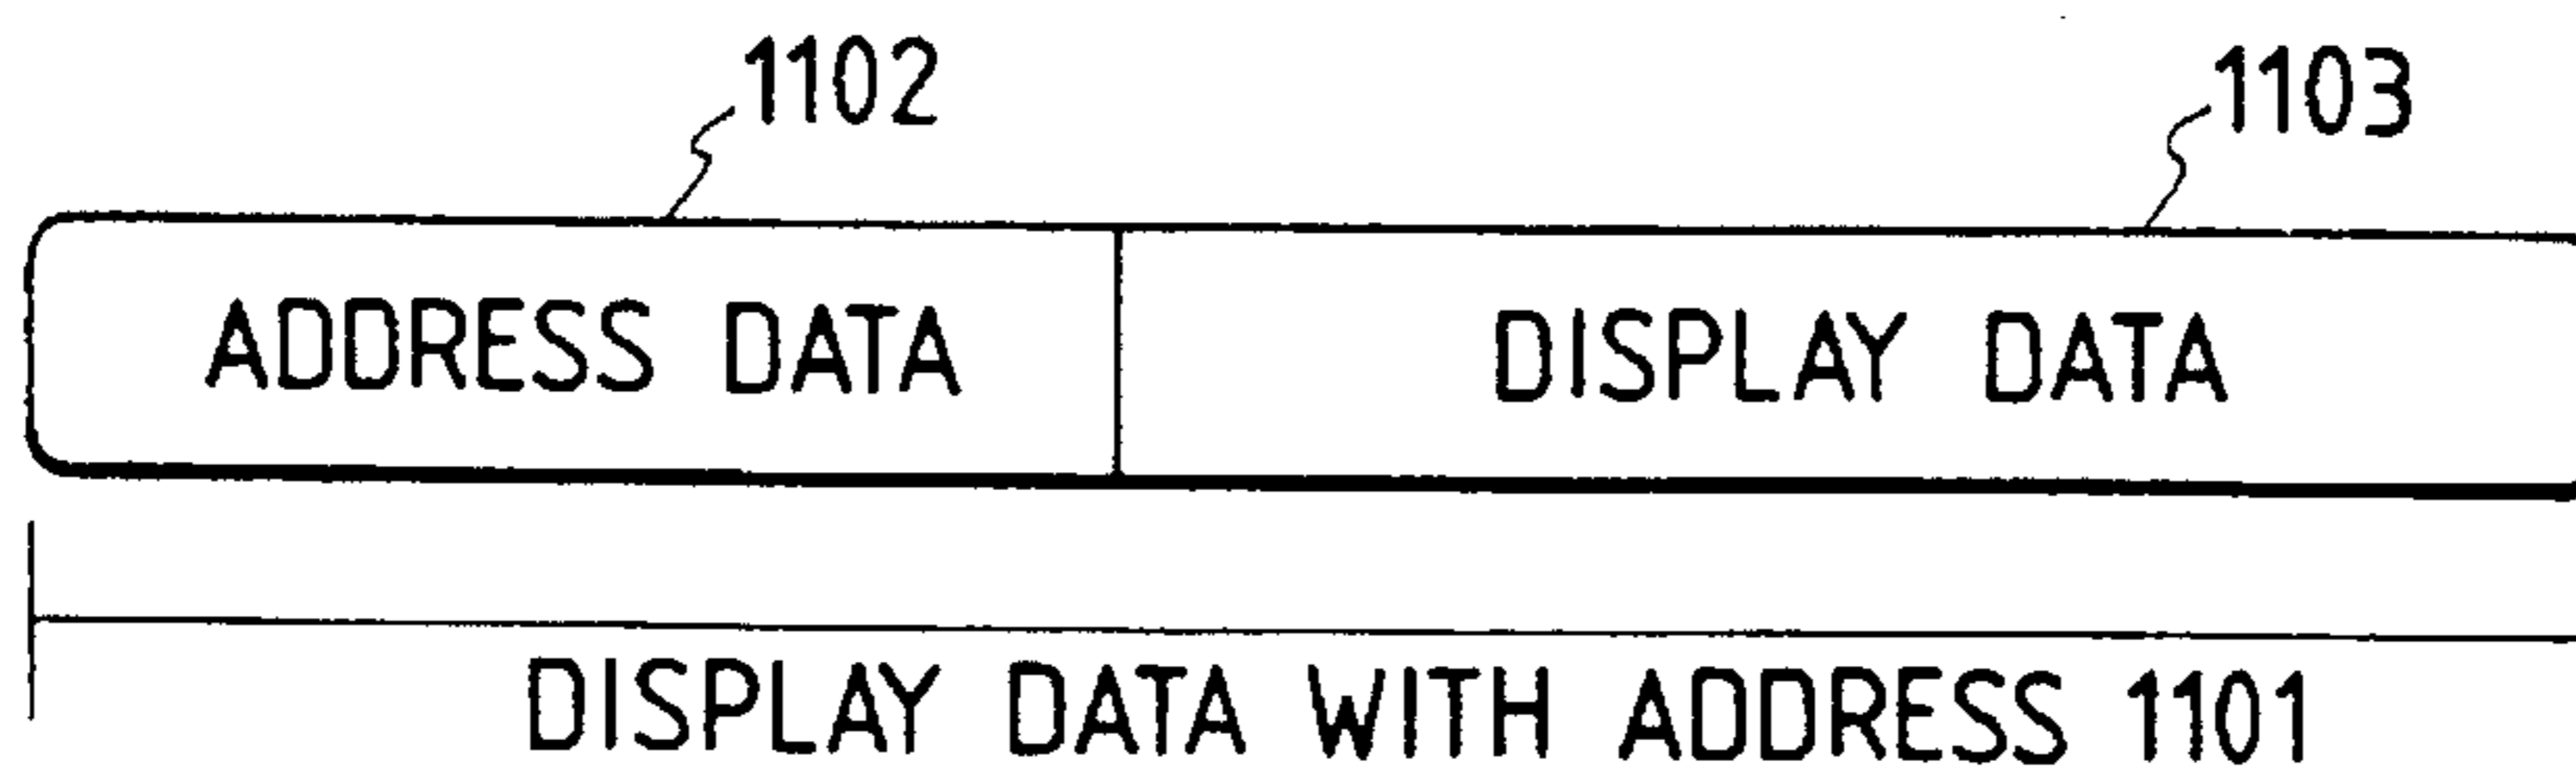 1102 1103
ADDRESS DATA DISPLAY DATA
DISPLAY DATA WITH ADDRESS 1101